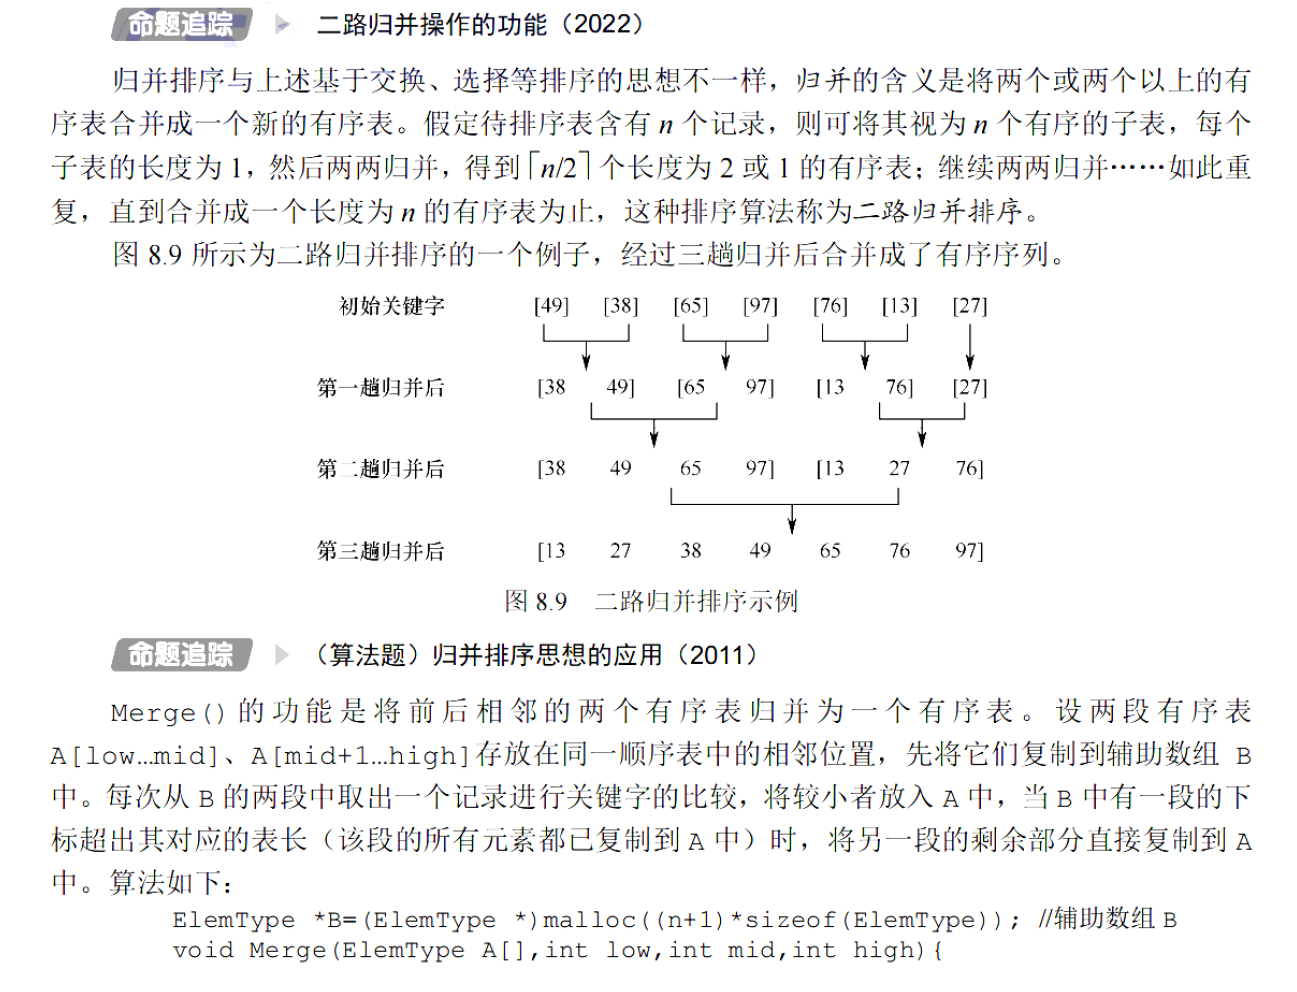 命题追踪 二路归并操作的功能（2022）
归并排序与上述基于交换、选择等排序的思想不一样，归并的含义是将两个或两个以上的有
序表合并成一个新的有序表。假定待排序表含有 n 个记录，则可将其视为 n 个有序的子表，每个
子表的长度为 1，然后两两归并，得到⌈n/2⌉个长度为 2 或 1 的有序表；继续两两归并……如此重
复，直到合并成一个长度为 n 的有序表为止，这种排序算法称为二路归并排序。
图 8.9 所示为二路归并排序的一个例子，经过三趟归并后合并成了有序序列。
初始关键字 [49] [38] [65] [97] [76] [13] [27]
第一趟归并后 [38 49] [65 97] [13 76] [27]
第二趟归并后 [38 49 65 97] [13 27 76]
第三趟归并后 [13 27 38 49 65 76 97]
图 8.9 二路归并排序示例
命题追踪 （算法题）归并排序思想的应用（2011）
Merge()的功能是将前后相邻的两个有序表归并为一个有序表。设两段有序表
A[low…mid]、A[mid+1…high]存放在同一顺序表中的相邻位置，先将它们复制到辅助数组 B
中。每次从 B 的两段中取出一个记录进行关键字的比较，将较小者放入 A 中，当 B 中有一段的下
标超出其对应的表长（该段的所有元素都已复制到 A 中）时，将另一段的剩余部分直接复制到 A
中。算法如下：
ElemType *B=(ElemType *)malloc((n+1)*sizeof(ElemType)); //辅助数组 B
void Merge(ElemType A[],int low,int mid,int high){